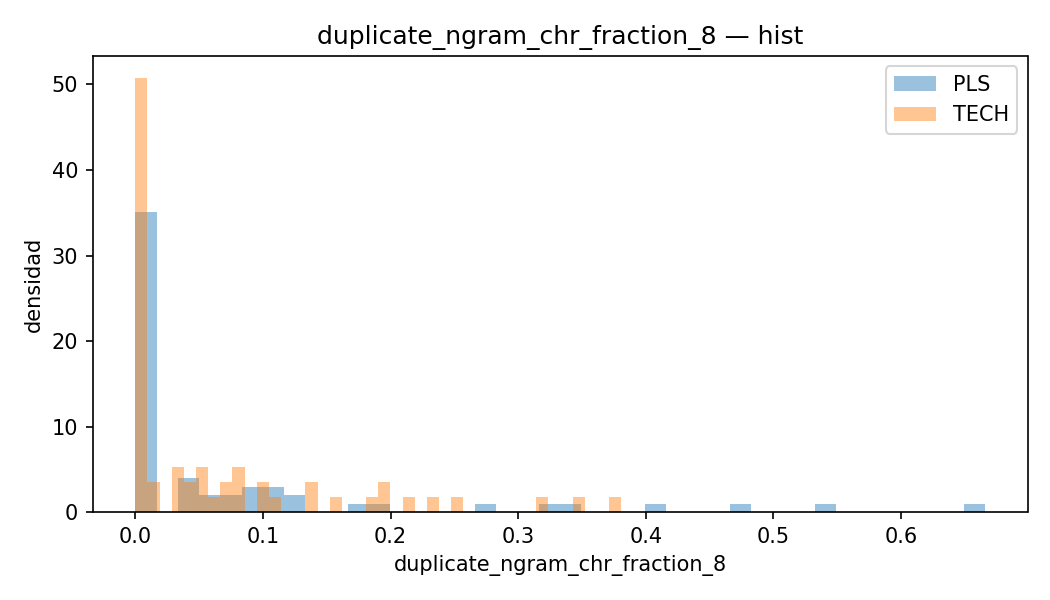 duplicate_ngram_chr_fraction_8 — hist
PLS
TECH
densidad
50
40
30
20
10
0
0.0 0.1 0.2 0.3 0.4 0.5 0.6
duplicate_ngram_chr_fraction_8